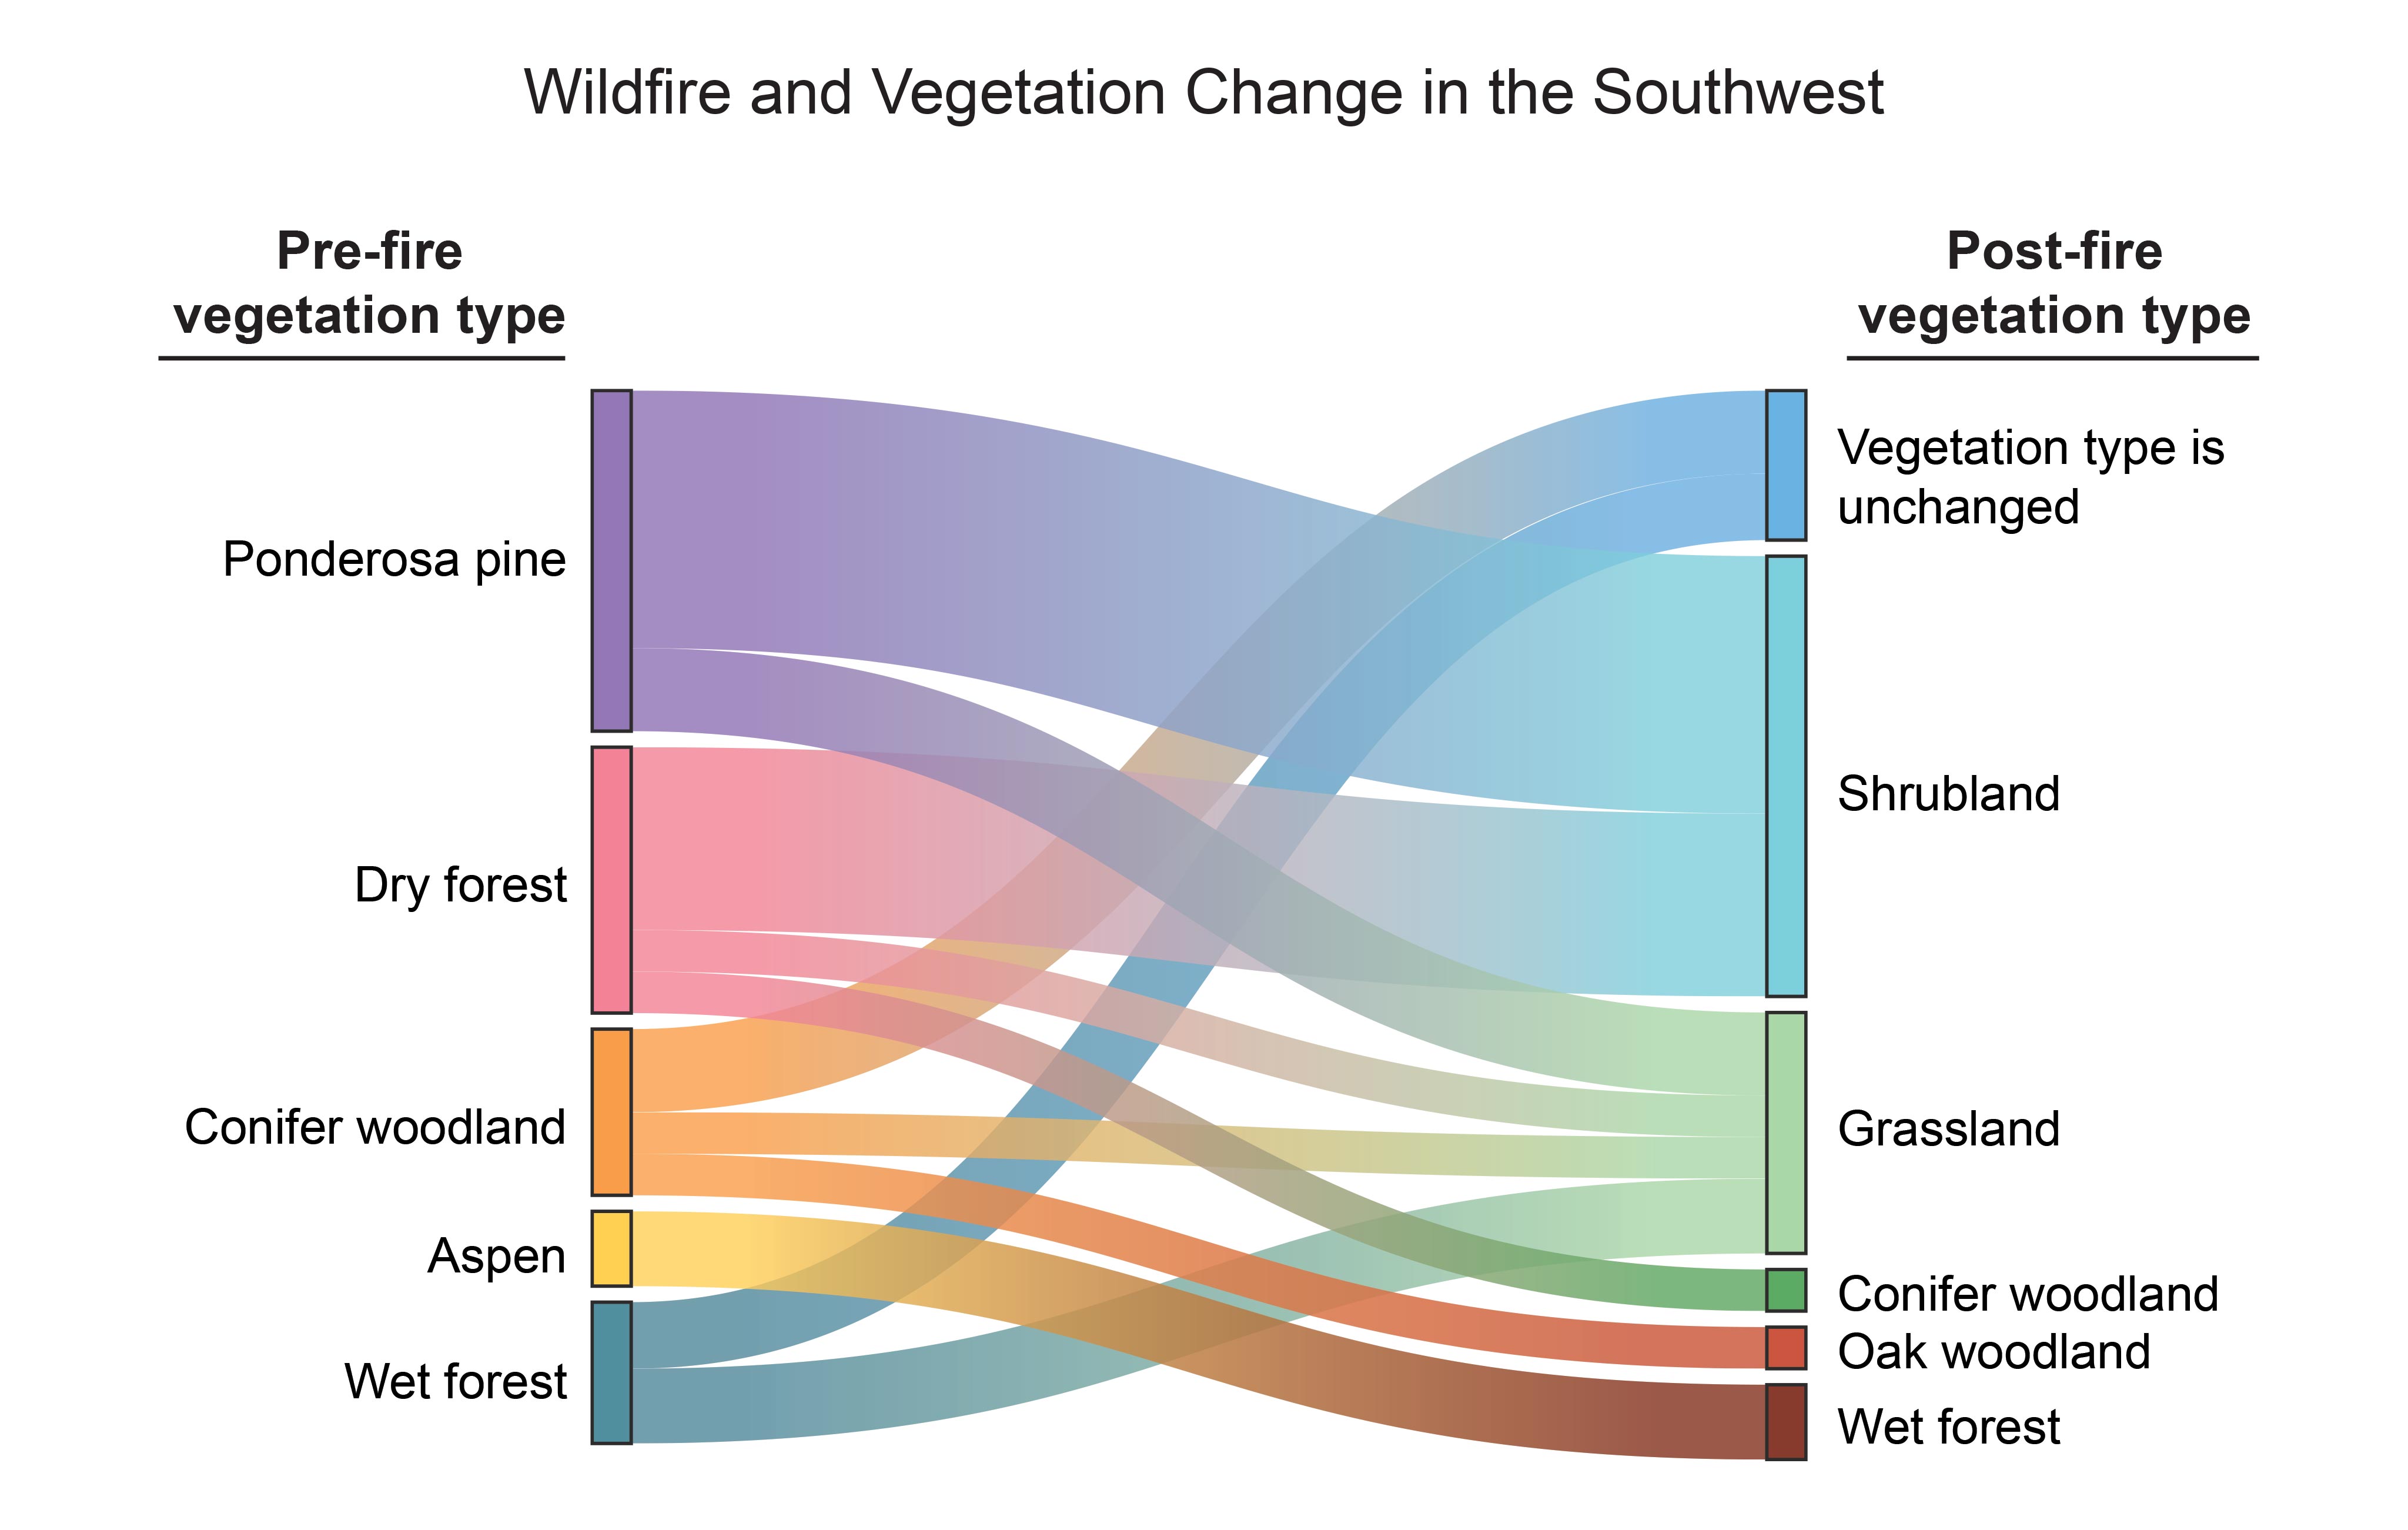 Wildfire and Vegetation Change in the Southwest
Pre-fire
vegetation type
Ponderosa pine
Dry forest
Conifer woodland
Aspen
Wet forest
Post-fire
vegetation type
Vegetation type is
unchanged
Shrubland
Grassland
Conifer woodland
Oak woodland
Wet forest